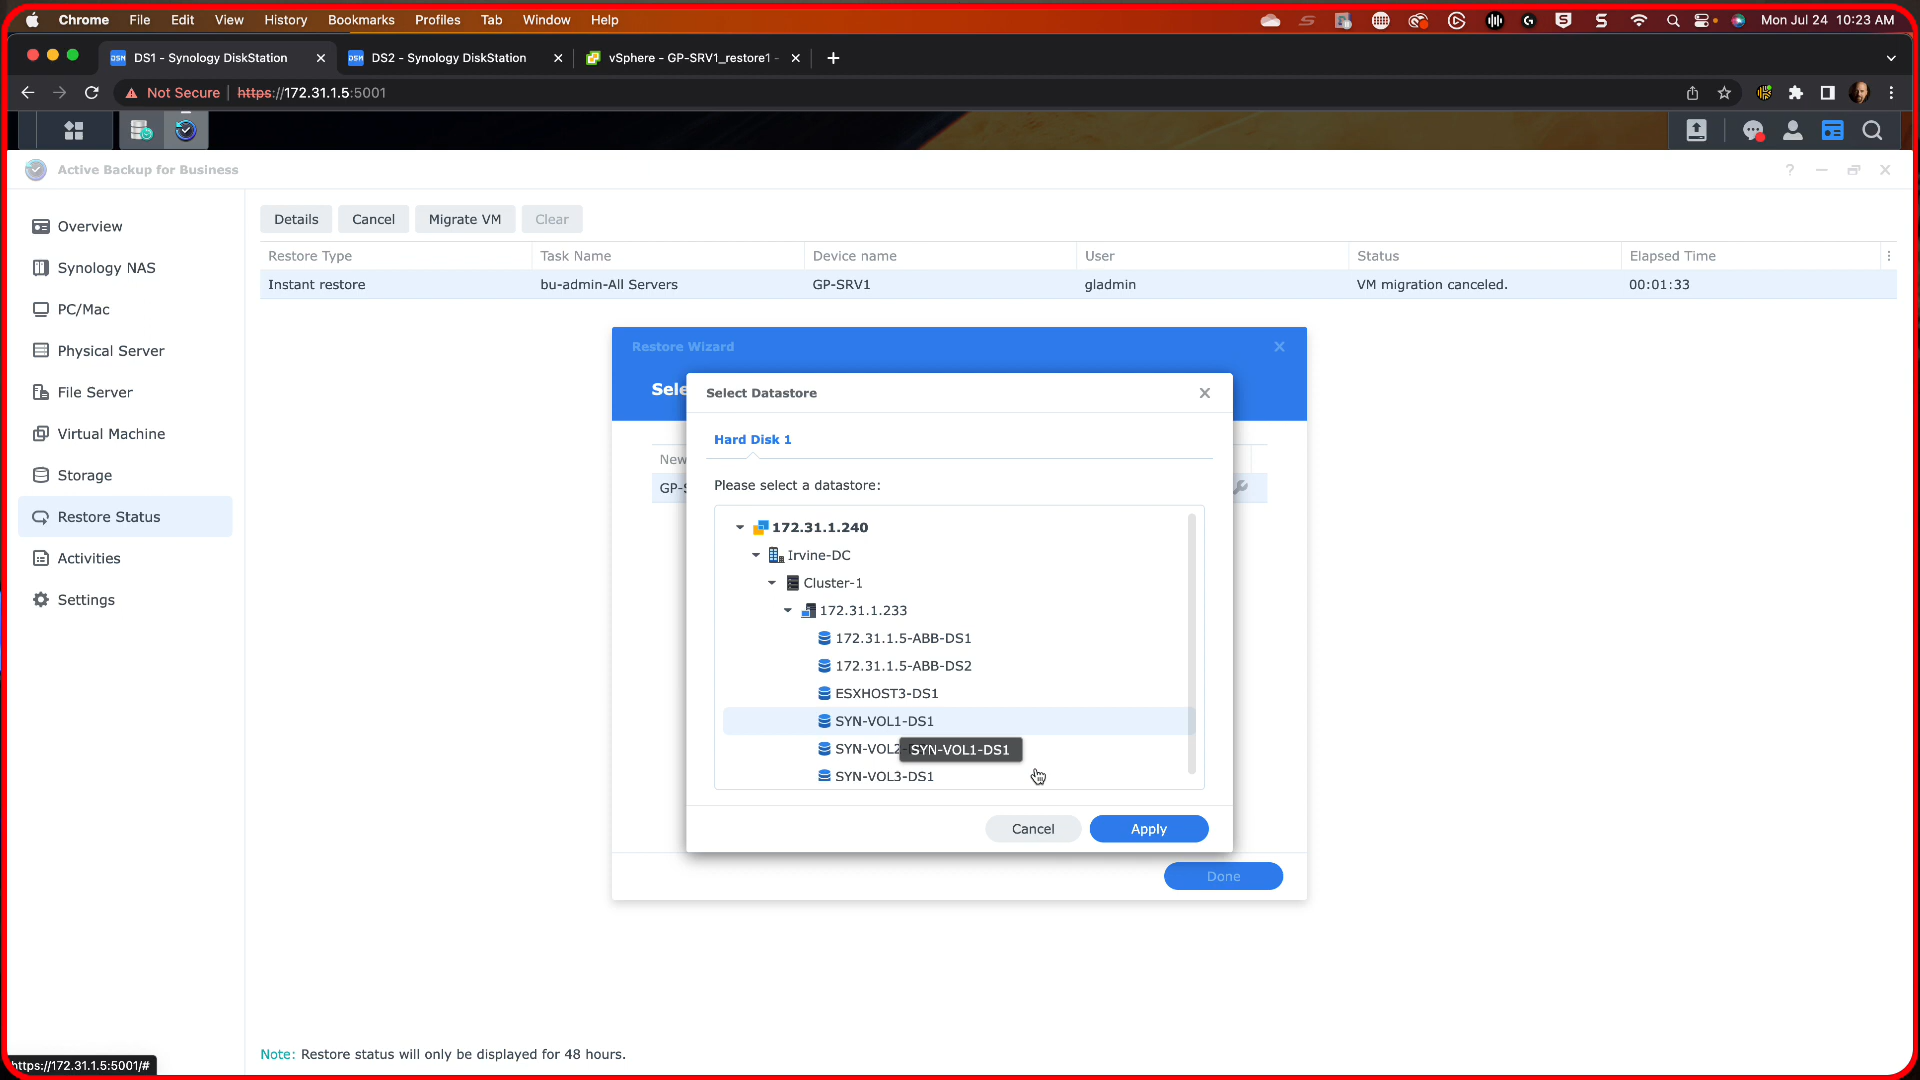 Chrome File Edit View History Bookmarks Profiles Tab Window Help Mon Jul 24 10:23 AM
DS1 - Synology DiskStation DS2 - Synology DiskStation vSphere - GP-SRV1_restore1 -
Not Secure https://172.31.1.5:5001
Active Backup for Business
Overview
Synology NAS
PC/Mac
Physical Server
File Server
Virtual Machine
Storage
Restore Status
Activities
Settings
Details Cancel Migrate VM Clear
Restore Type Task Name Device name User Status Elapsed Time
Instant restore bu-admin-All Servers GP-SRV1 gladmin VM migration canceled. 00:01:33
Restore Wizard
Sele
New
GP-S
Select Datastore
Hard Disk 1
Please select a datastore:
172.31.1.240
Irvine-DC
Cluster-1
172.31.1.233
172.31.1.5-ABB-DS1
172.31.1.5-ABB-DS2
ESXHOST3-DS1
SYN-VOL1-DS1
SYN-VOL2-
SYN-VOL1-DS1
SYN-VOL3-DS1
Cancel Apply
Done
Note: Restore status will only be displayed for 48 hours.
https://172.31.1.5:5001/#